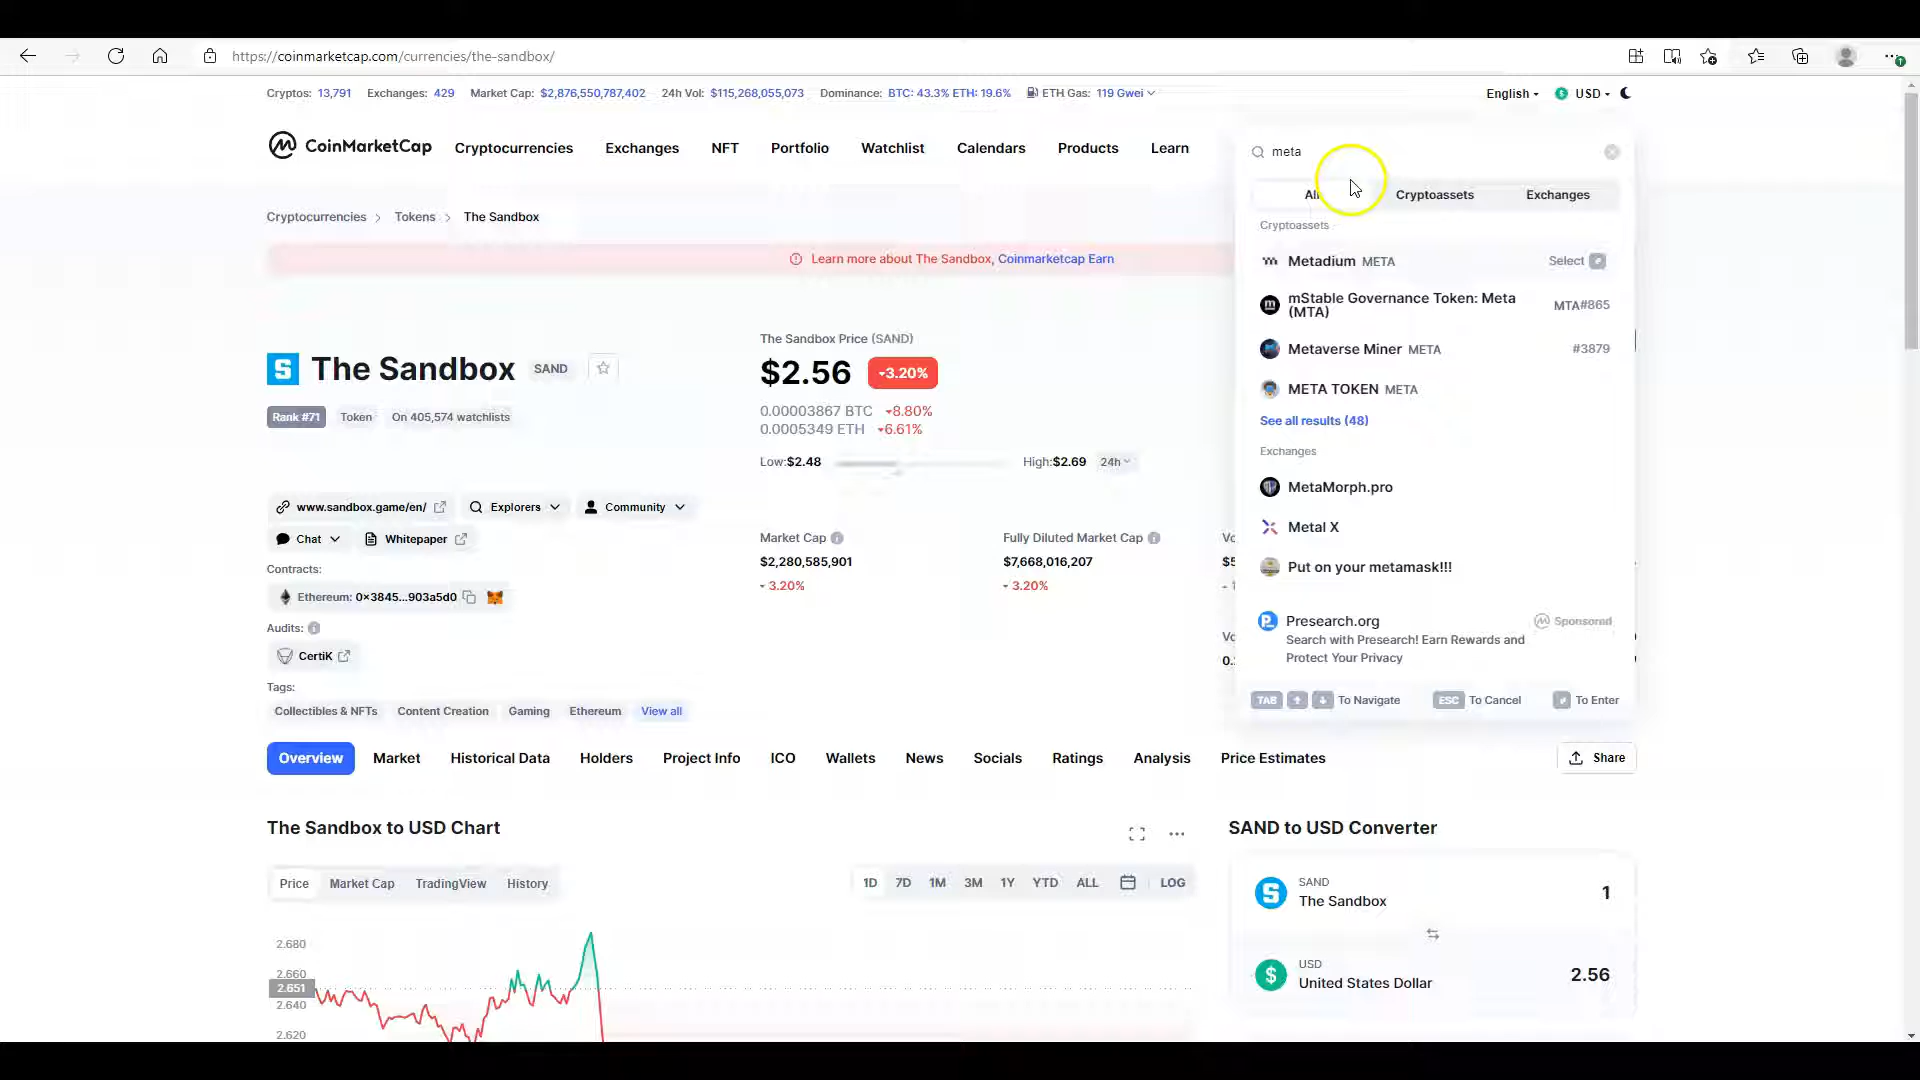 https://coinmarketcap.com/currencies/the-sandbox/
Cryptos: 13,791 Exchanges: 429 Market Cap: $2,876,550,787,402 24h Vol: $115,268,055,073 Dominance: BTC: 43.3% ETH: 19.6% ETH Gas: 119 Gwei English USD
CoinMarketCap Cryptocurrencies Exchanges NFT Portfolio Watchlist Calendars Products Learn
meta
All Cryptoassets Exchanges
Cryptoassets
Metadium META Select
mStable Governance Token: Meta
(MTA) MTA#865
Metaverse Miner META #3879
META TOKEN META
See all results (48)
Exchanges
MetaMorph.pro
Metal X
Put on your metamask!!!
Presearch.org Sponsored
Search with Presearch! Earn Rewards and
Protect Your Privacy
TAB To Navigate ESC To Cancel To Enter
Cryptocurrencies Tokens The Sandbox
Learn more about The Sandbox, Coinmarketcap Earn
S The Sandbox SAND
Rank #71 Token On 405,574 watchlists
www.sandbox.game/en/ Explorers Community
Chat Whitepaper
Contracts:
Ethereum: 0x3845...903a5d0
Audits:
CertiK
Tags:
Collectibles & NFTs Content Creation Gaming Ethereum View all
The Sandbox Price (SAND)
$2.56 3.20%
0.00003867 BTC 8.80%
0.0005349 ETH 6.61%
Low:$2.48 High:$2.69 24h
Market Cap Fully Diluted Market Cap
$2,280,585,901 $7,668,016,207
3.20% 3.20%
Overview Market Historical Data Holders Project Info ICO Wallets News Socials Ratings Analysis Price Estimates Share
The Sandbox to USD Chart
Price Market Cap TradingView History 1D 7D 1M 3M 1Y YTD ALL LOG
2.680
2.660
2.651
2.640
2.620
SAND to USD Converter
S SAND
The Sandbox 1
$ USD
United States Dollar 2.56